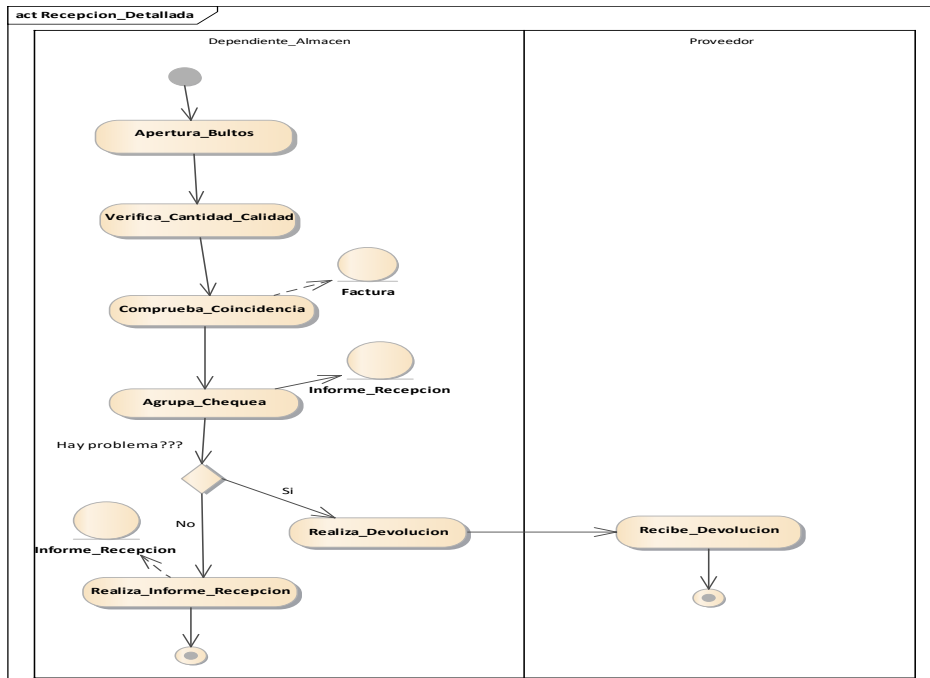 act Recepcion_Detallada
Dependiente_Almacen
Proveedor
Apertura_Bultos
Verifica_Cantidad_Calidad
Factura
Comprueba_Coincidencia
Informe_Recepcion
Agrupa_Chequea
Hay problema???
Si
No
Realiza_Devolucion
Recibe_Devolucion
Informe_Recepcion
Realiza_Informe_Recepcion